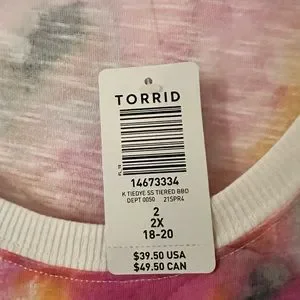 TORRID
14673334
K TIEDYE SS TIERED BBD
DEPT 0050 21SPR4
2
2X
18-20
$39.50 USA
$49.50 CAN